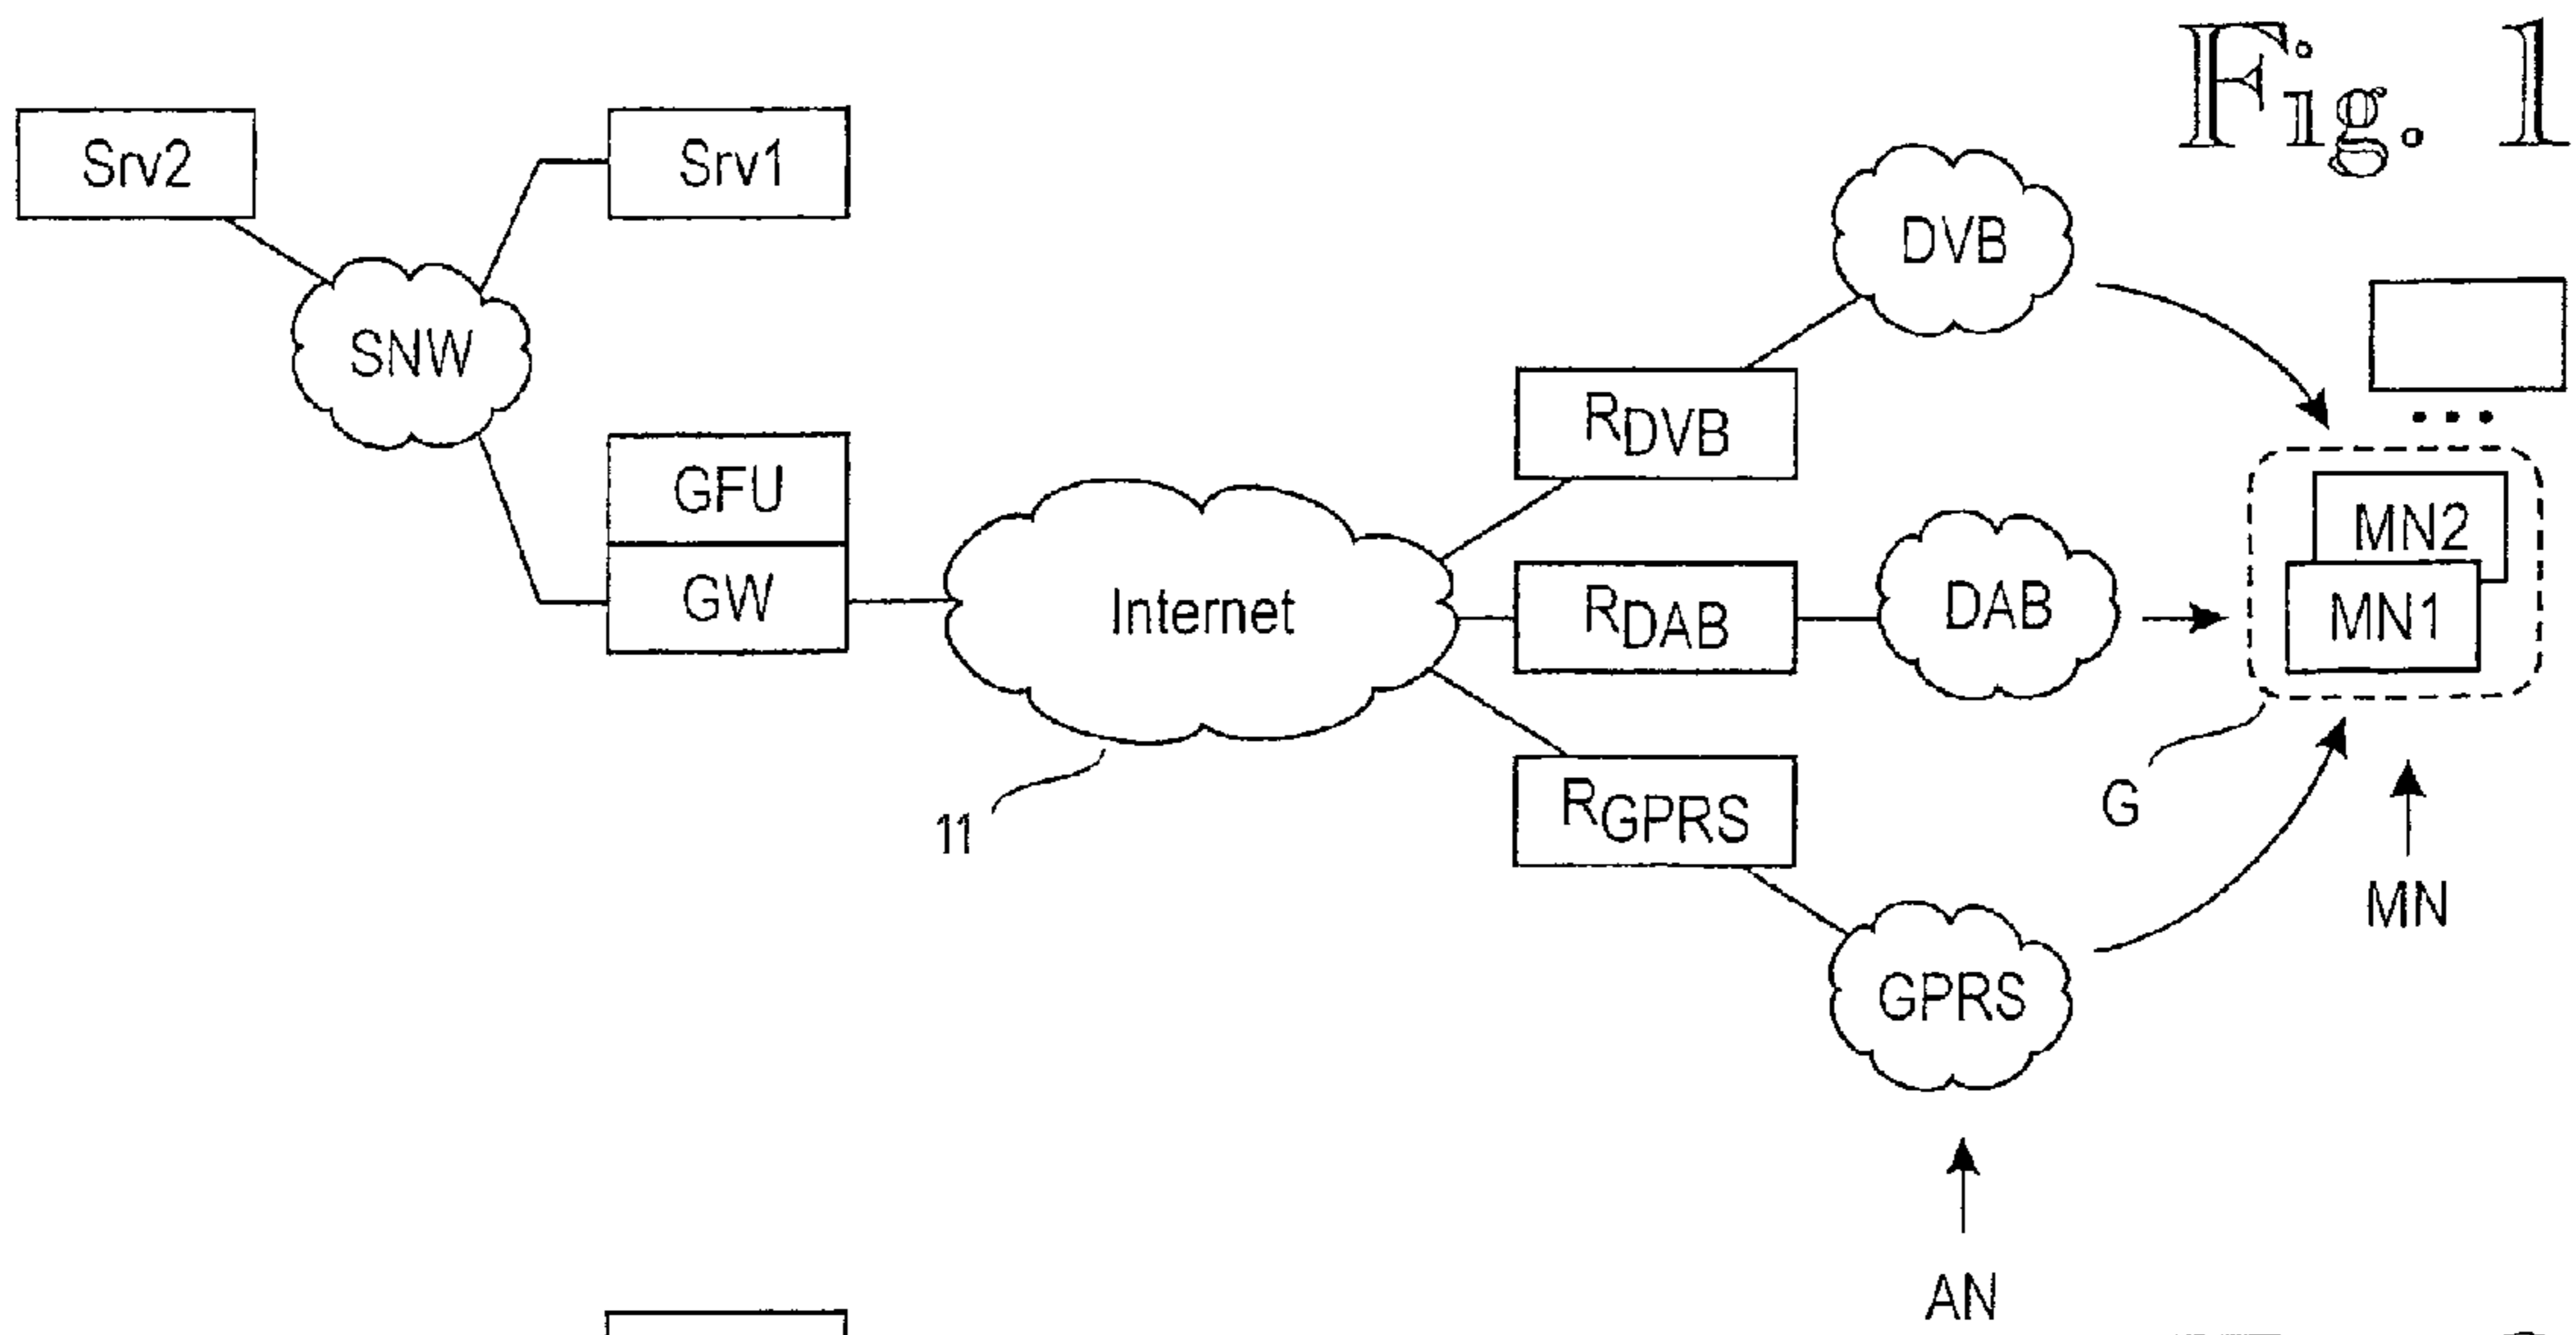 Fig. 1
Srv2
Srv1
DVB
SNW
RDVB
GFU
MN2
GW
Internet
RDAB
DAB
MN1
RGPRS
G
11
MN
GPRS
AN